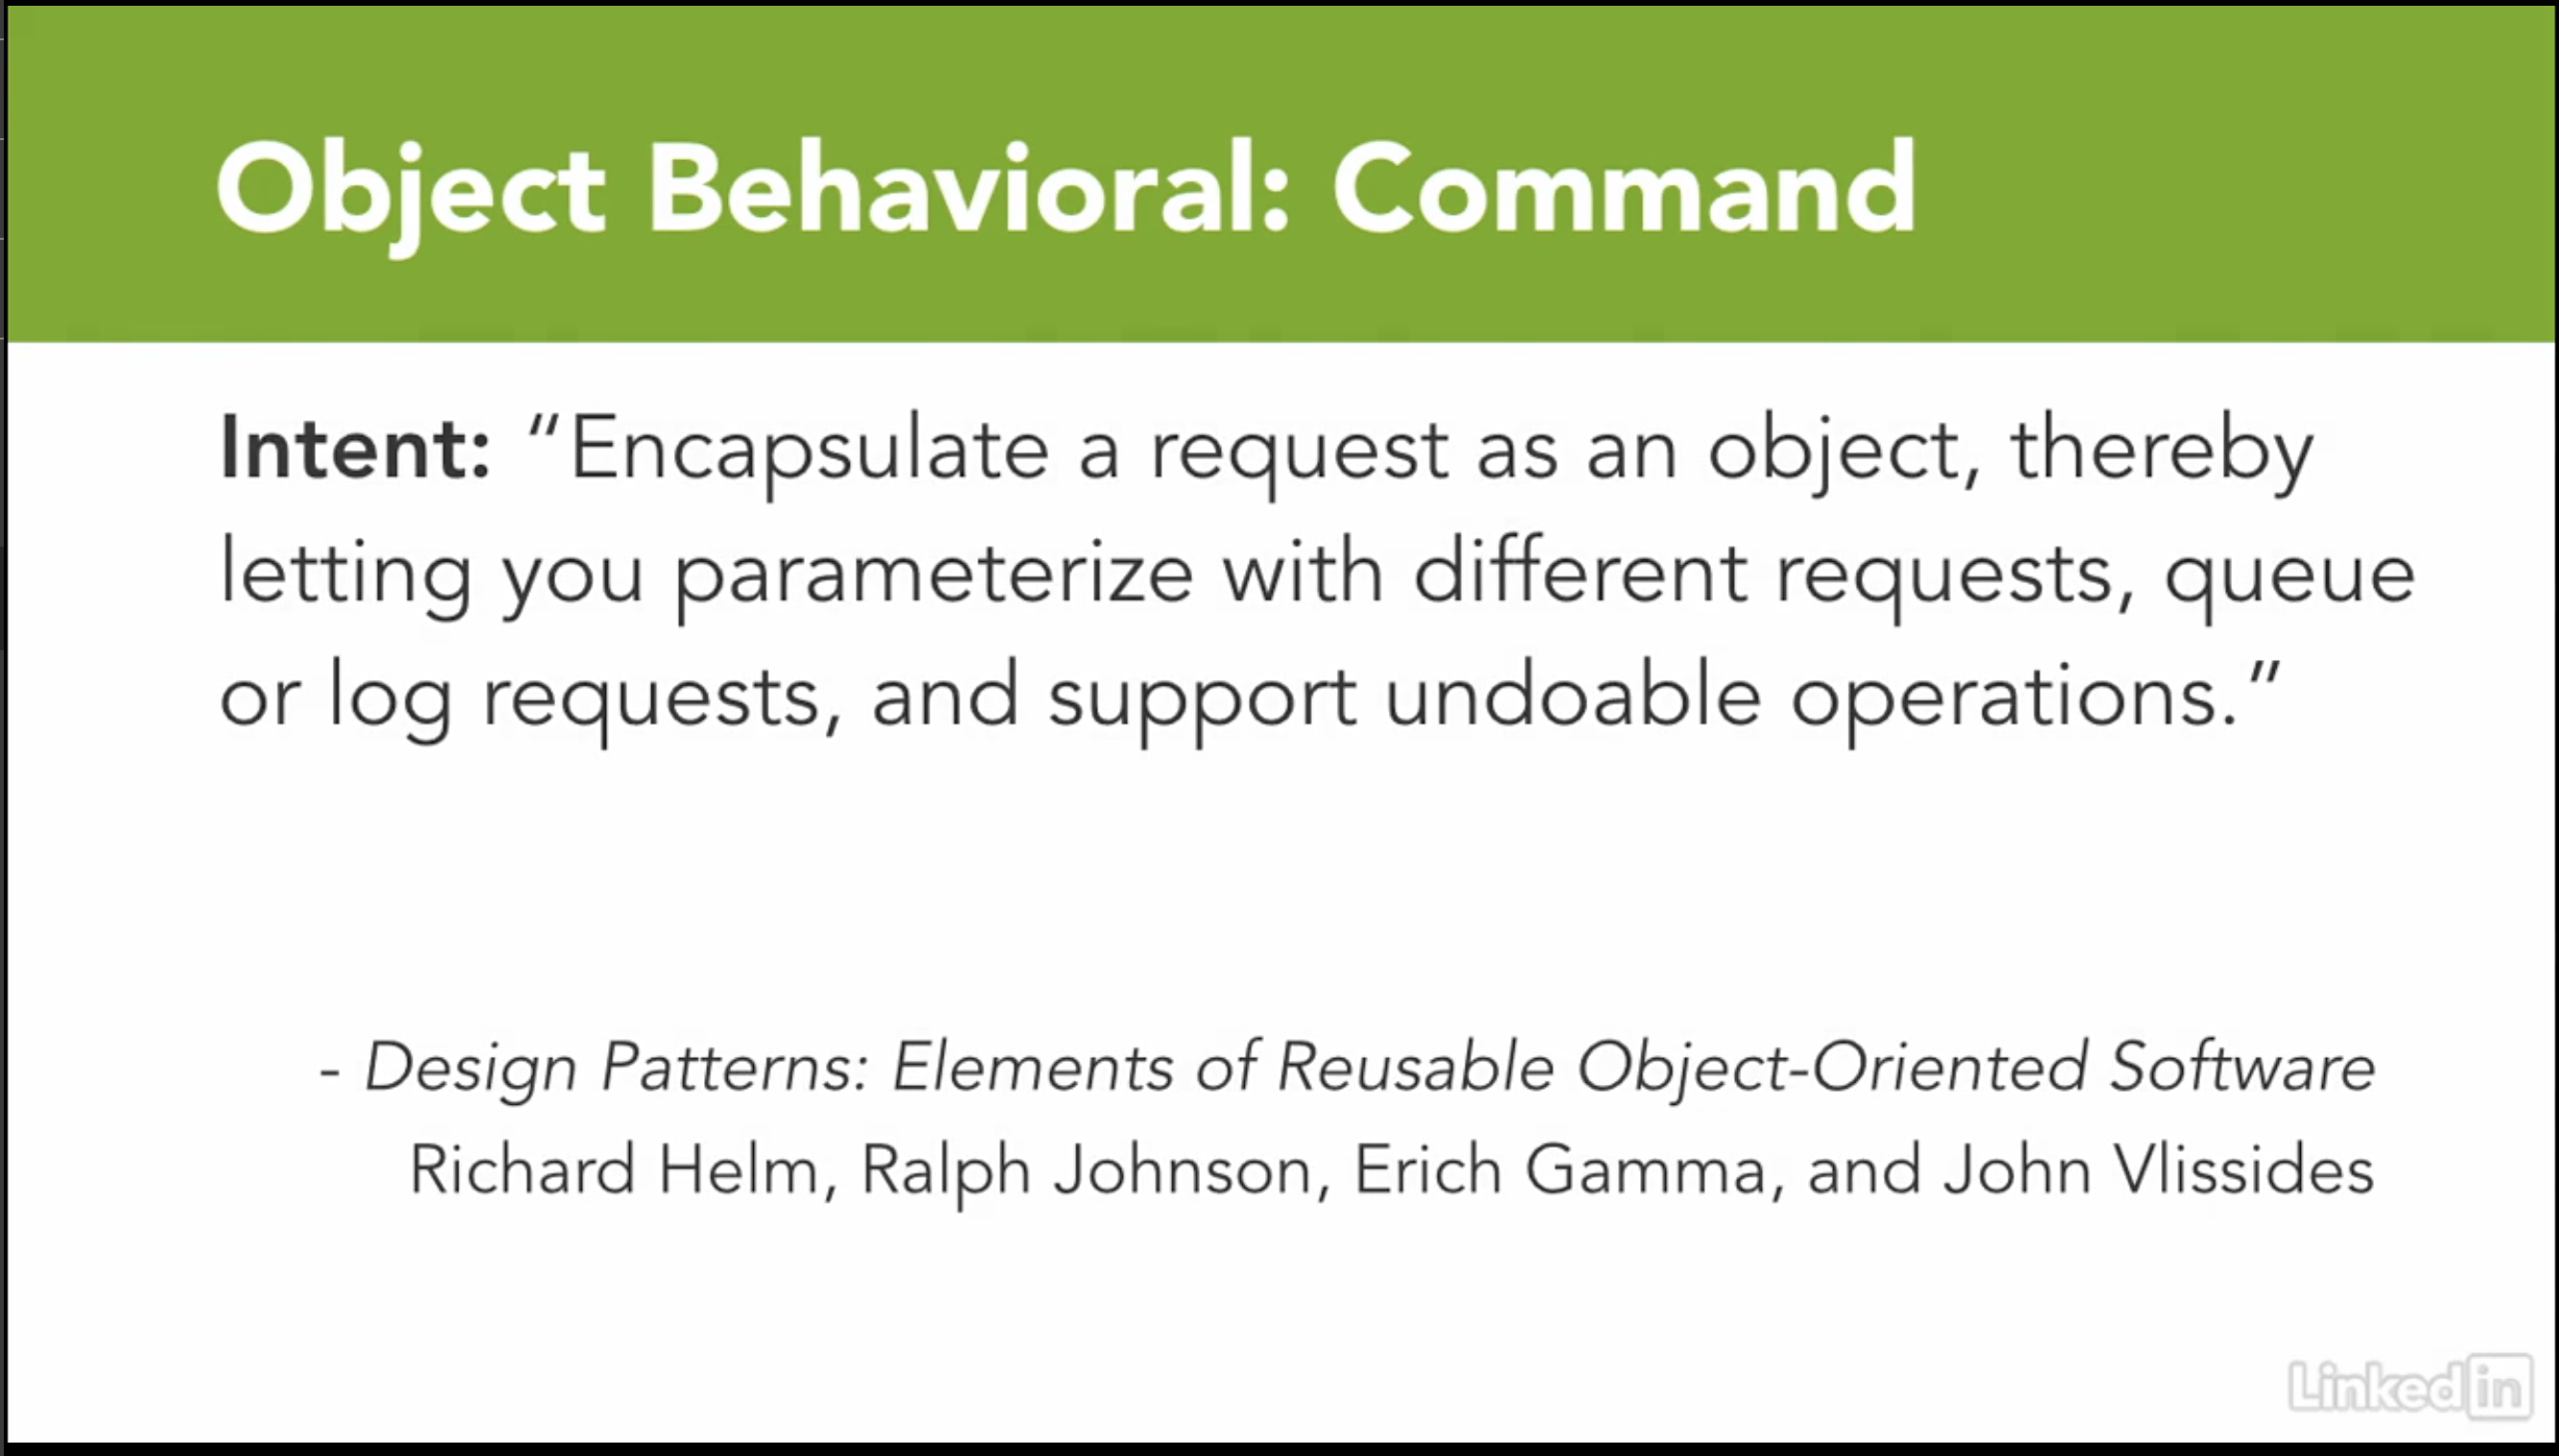 Object Behavioral: Command
Intent: “Encapsulate a request as an object, thereby
letting you parameterize with different requests, queue
or log requests, and support undoable operations.”
- Design Patterns: Elements of Reusable Object-Oriented Software
Richard Helm, Ralph Johnson, Erich Gamma, and John Vlissides
Linked in